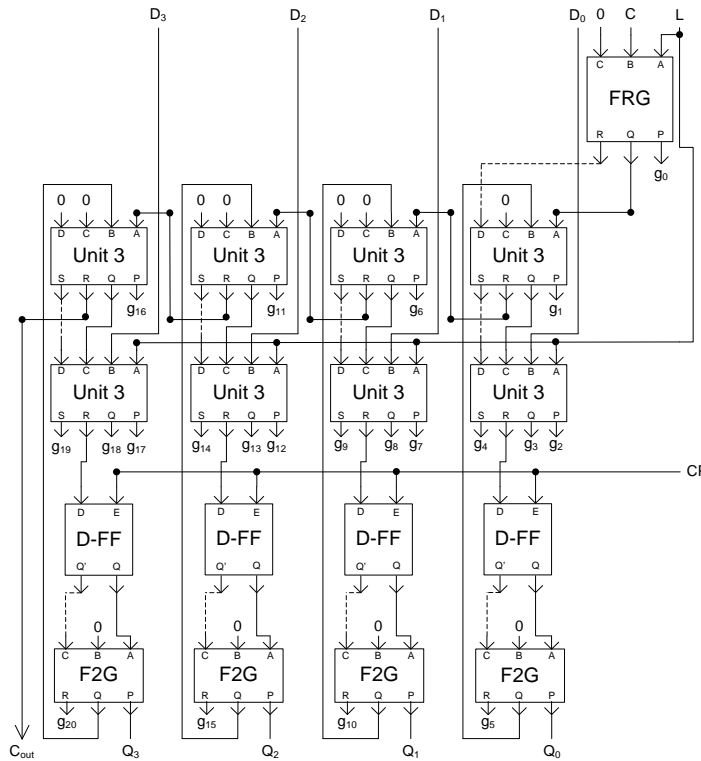 D3 D2 D1 D0 0 C L
C B A
FRG
R Q P
g0
0 0 0 0 0 0 0
D C B A D C B A D C B A D C B A
Unit 3 Unit 3 Unit 3 Unit 3
S R Q P S R Q P S R Q P S R Q P
g16 g11 g6 g1
D C B A D C B A D C B A D C B A
Unit 3 Unit 3 Unit 3 Unit 3
S R Q P S R Q P S R Q P S R Q P
g19 g18 g17 g14 g13 g12 g9 g8 g7 g4 g3 g2
D E D E D E D E
D-FF D-FF D-FF D-FF
Q' Q Q' Q Q' Q Q' Q
0 0 0 0
C B A C B A C B A C B A
F2G F2G F2G F2G
R Q P R Q P R Q P R Q P
g20 g15 g10 g5
Cout Q3 Q2 Q1 Q0